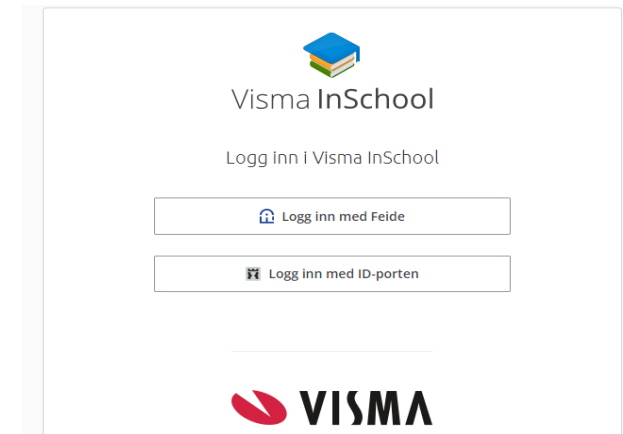 Visma InSchool
Logg inn i Visma InSchool
Logg inn med Feide
Logg inn med ID-porten
VISMA